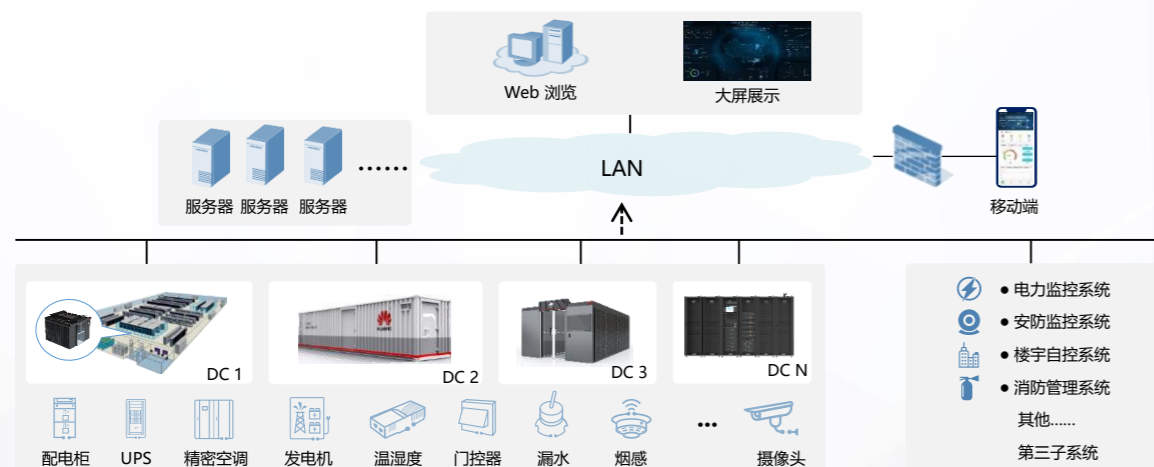 Web 浏览
大屏展示
LAN
服务器 服务器 服务器 ······
移动端
DC 1
HUAWEI
DC 2
DC 3
DC N
配电柜
UPS
精密空调
发电机
温湿度
门控器
漏水
烟感
...
摄像头
● 电力监控系统
● 安防监控系统
● 楼宇自控系统
● 消防管理系统
其他......
第三子系统